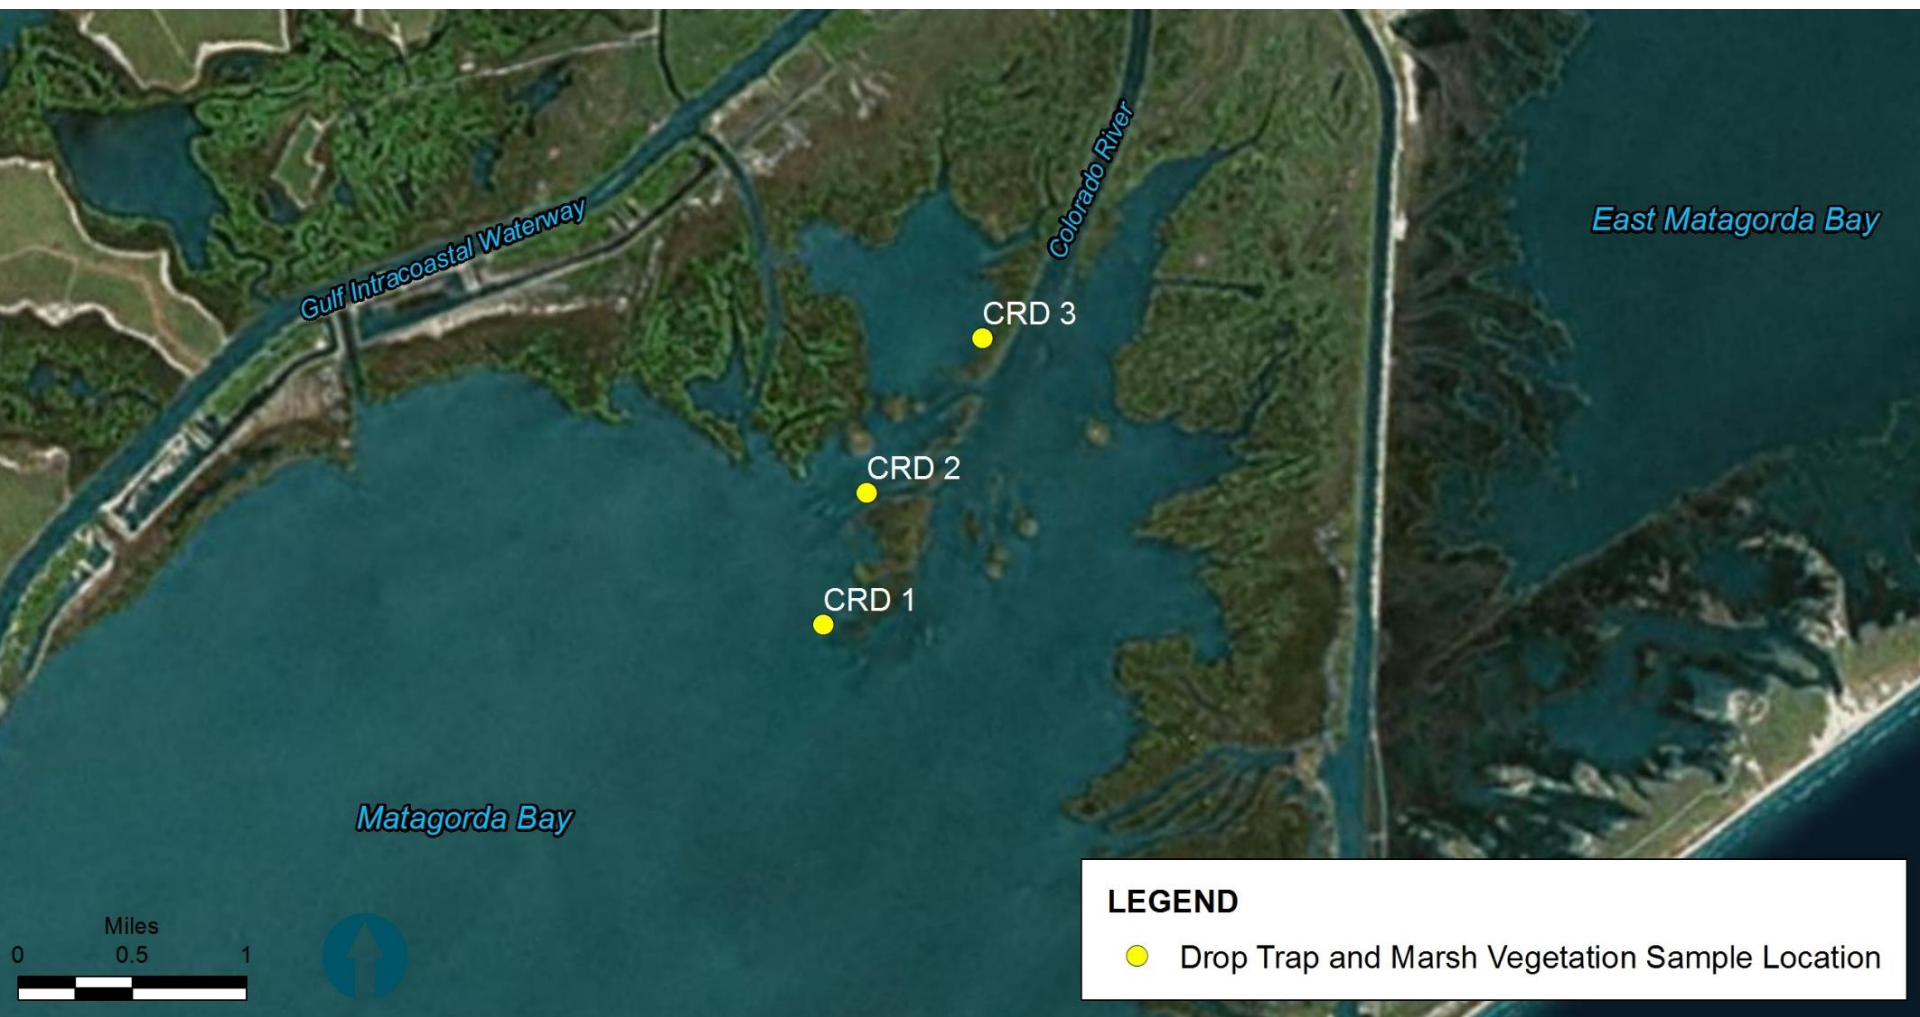 Colorado River
Gulf Intracoastal Waterway
East Matagorda Bay
CRD 3
CRD 2
CRD 1
Matagorda Bay
Miles
0 0.5 1
LEGEND
Drop Trap and Marsh Vegetation Sample Location